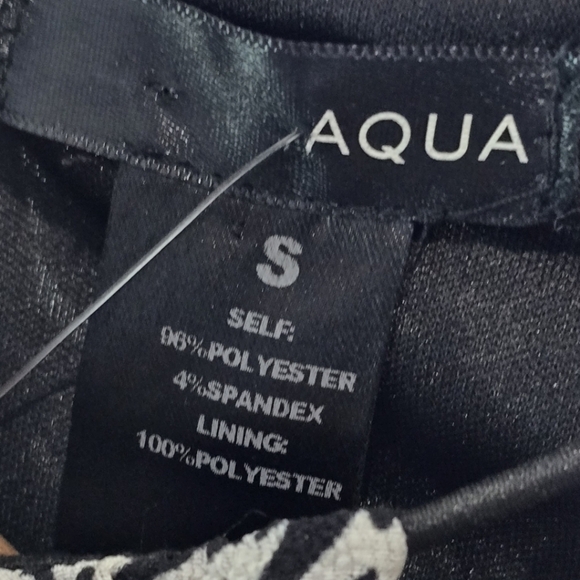 AQUA
S
SELF:
96%POLYESTER
4%SPANDEX
LINING:
100%POLYESTER